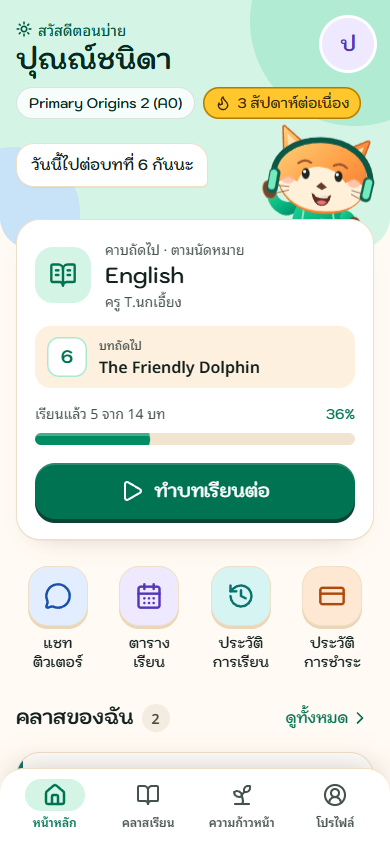 สวัสดีตอนบ่าย
ปุณณ์ชนิดา
ป
Primary Origins 2 (A0)
3 สัปดาห์ต่อเนื่อง
วันนี้ไปต่อบทที่ 6 กันนะ
คาบถัดไป · ตามนัดหมาย
English
ครู T.นกเอี้ยง
6
บทถัดไป
The Friendly Dolphin
เรียนแล้ว 5 จาก 14 บท
36%
ทำบทเรียนต่อ
แชท
ติวเตอร์
ตาราง
เรียน
ประวัติ
การเรียน
ประวัติ
การชำระ
คลาสของฉัน
2
ดูทั้งหมด
หน้าหลัก
คลาสเรียน
ความก้าวหน้า
โปรไฟล์